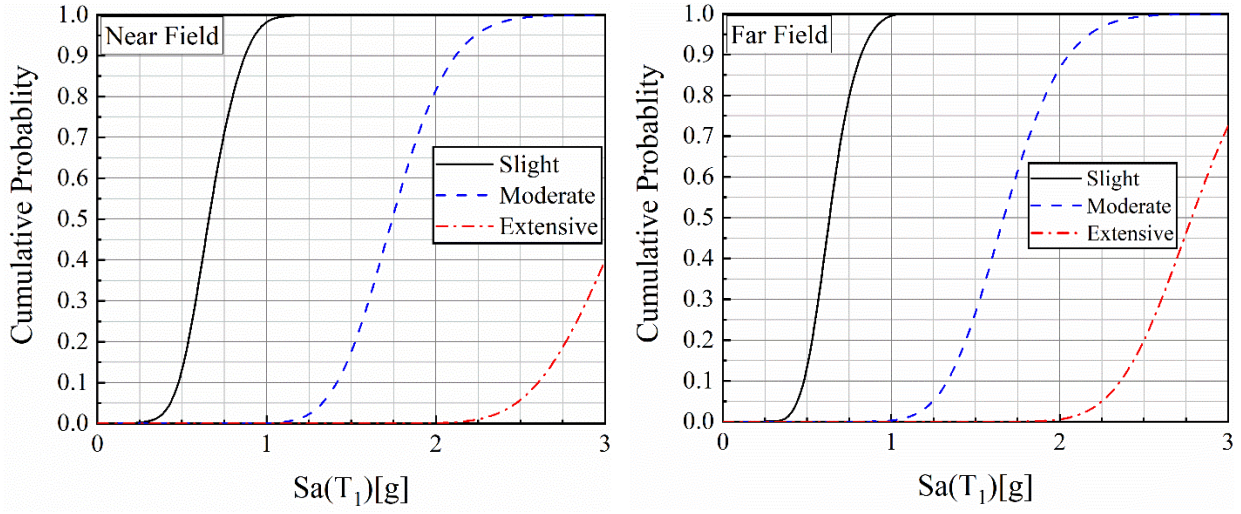 Near Field
Cumulative Probablity
1.0
0.9
0.8
0.7
0.6
0.5
0.4
0.3
0.2
0.1
0.0
Slight
Moderate
Extensive
0 1 2 3
Sa(T1)[g]
Far Field
Cumulative Probablity
1.0
0.9
0.8
0.7
0.6
0.5
0.4
0.3
0.2
0.1
0.0
Slight
Moderate
Extensive
0 1 2 3
Sa(T1)[g]